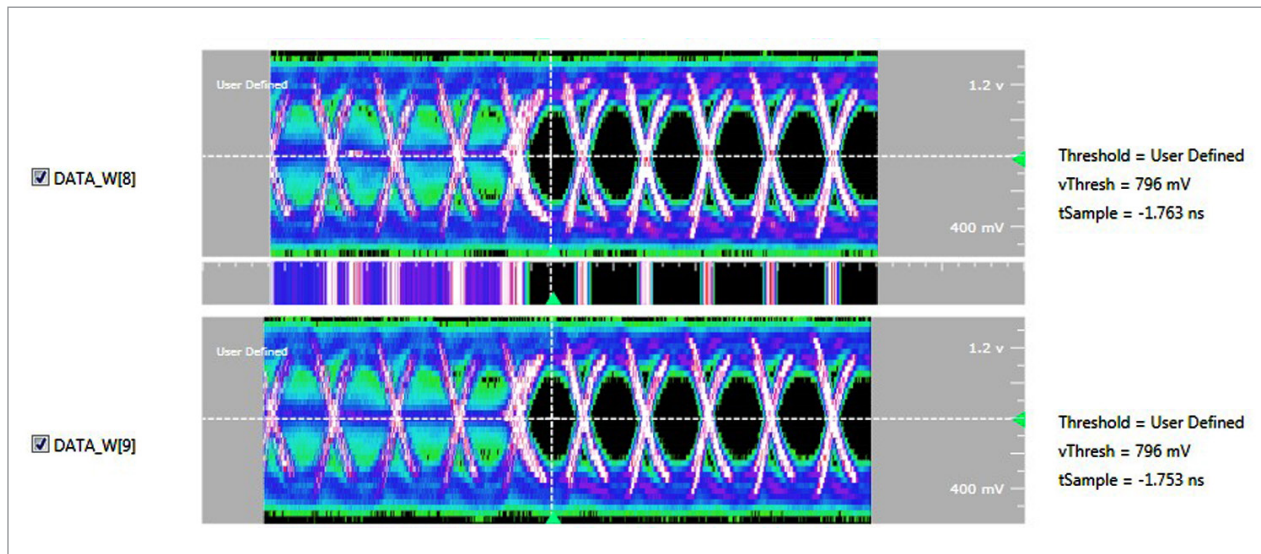 User Defined
1.2 v
400 mV
DATA_W[8]
Threshold = User Defined
vThresh = 796 mV
tSample = -1.763 ns
User Defined
1.2 v
400 mV
DATA_W[9]
Threshold = User Defined
vThresh = 796 mV
tSample = -1.753 ns